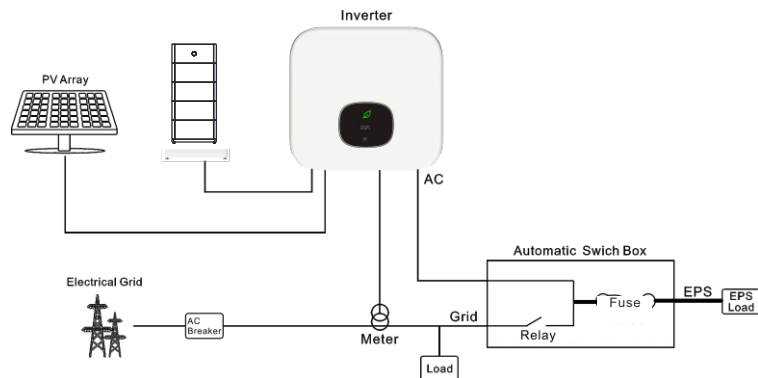 Inverter
PV Array
AC
Automatic Swich Box
Electrical Grid
EPS
EPS
Load
Fuse
AC
Breaker
Grid
Relay
Meter
Load